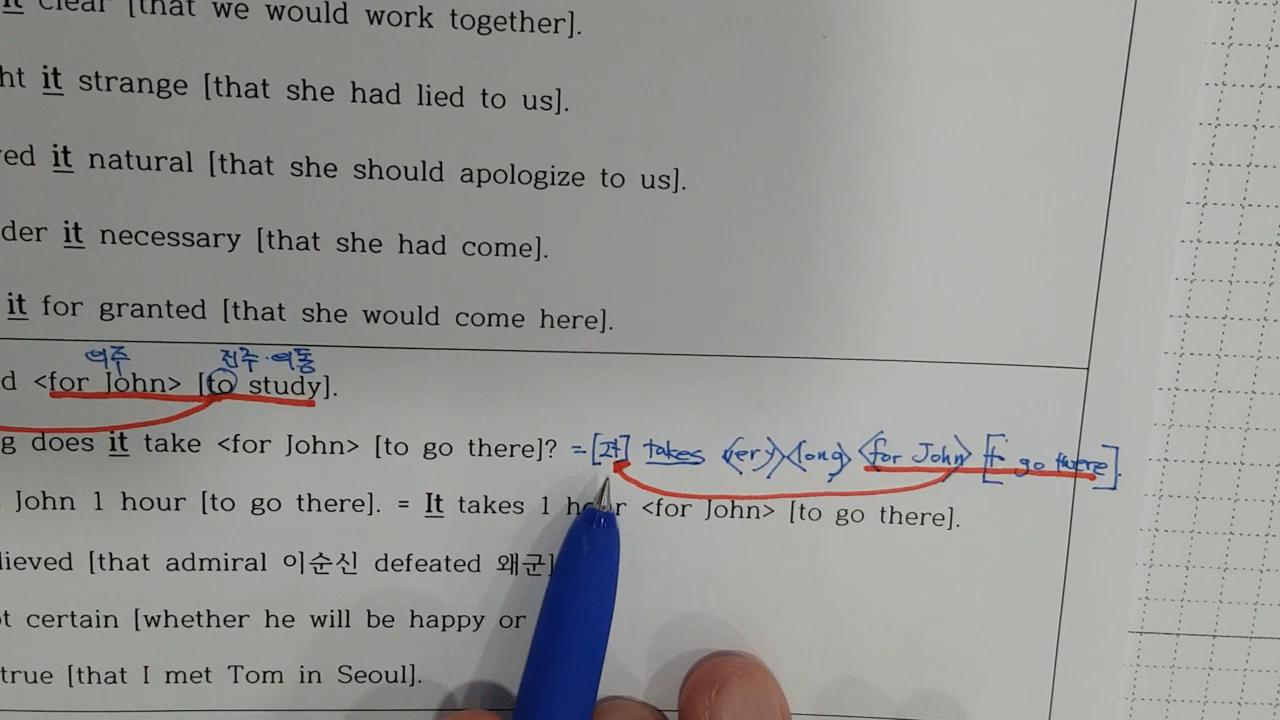 it clear [that we would work together].
ht it strange [that she had lied to us].
ved it natural [that she should apologize to us].
der it necessary [that she had come].
it for granted [that she would come here].
의주 진주·의동
d <for John> [to study].
g does it take <for John> [to go there]? = takes <long> <for John> [to go there].
John 1 hour [to go there]. = It takes 1 hour <for John> [to go there].
lieved [that admiral 이순신 defeated 왜군]
t certain [whether he will be happy or
true [that I met Tom in Seoul].